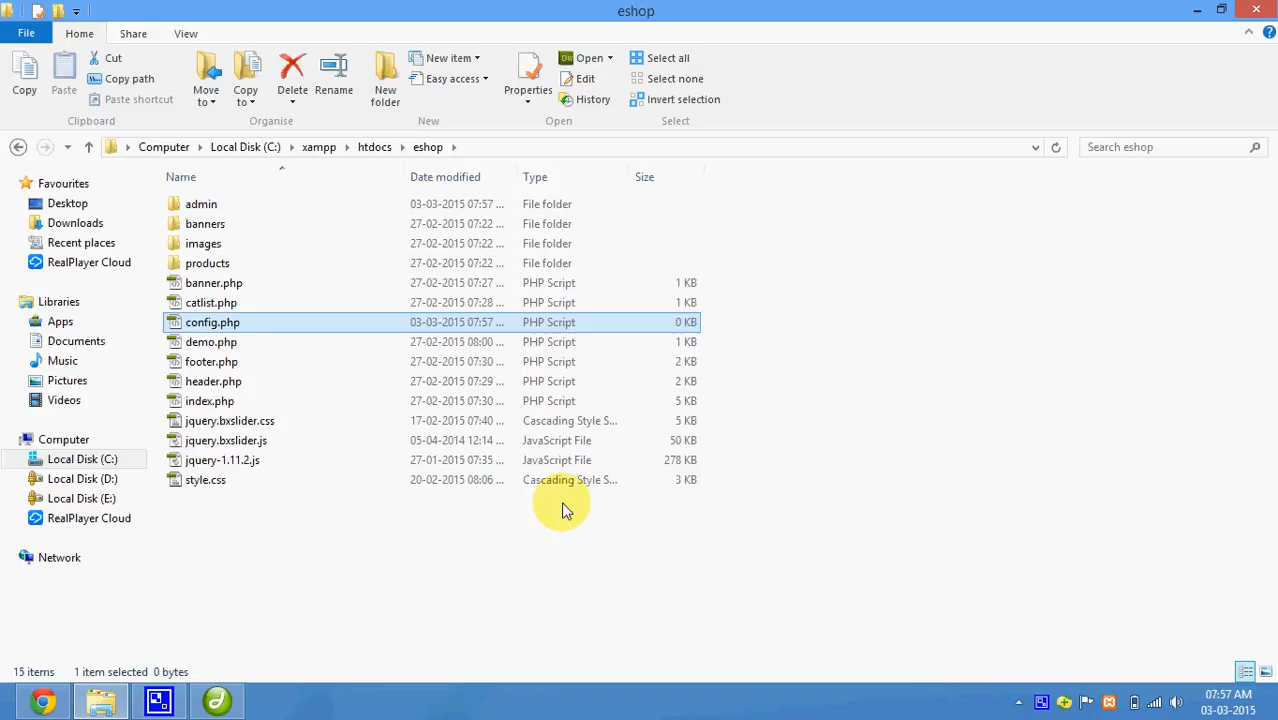 eshop
File Home Share View
Copy Paste Cut Copy path Paste shortcut Move to Copy to Delete Rename New folder New item Easy access Properties Open Edit History Select all Select none Invert selection
Clipboard Organise New Open Select
Computer Local Disk (C:) xampp htdocs eshop Search eshop
Name Date modified Type Size
Favourites
Desktop
Downloads
Recent places
RealPlayer Cloud
Libraries
Apps
Documents
Music
Pictures
Videos
Computer
Local Disk (C:)
Local Disk (D:)
Local Disk (E:)
RealPlayer Cloud
Network
admin 03-03-2015 07:57 ... File folder
banners 27-02-2015 07:22 ... File folder
images 27-02-2015 07:22 ... File folder
products 27-02-2015 07:22 ... File folder
banner.php 27-02-2015 07:27 ... PHP Script 1 KB
catlist.php 27-02-2015 07:28 ... PHP Script 1 KB
config.php 03-03-2015 07:57 ... PHP Script 0 KB
demo.php 27-02-2015 08:00 ... PHP Script 1 KB
footer.php 27-02-2015 07:30 ... PHP Script 2 KB
header.php 27-02-2015 07:29 ... PHP Script 2 KB
index.php 27-02-2015 07:30 ... PHP Script 5 KB
jquery.bxslider.css 17-02-2015 07:40 ... Cascading Style S... 5 KB
jquery.bxslider.js 05-04-2014 12:14 ... JavaScript File 50 KB
jquery-1.11.2.js 27-01-2015 07:35 ... JavaScript File 278 KB
style.css 20-02-2015 08:06 ... Cascading Style S... 3 KB
15 items 1 item selected 0 bytes
07:57 AM
03-03-2015